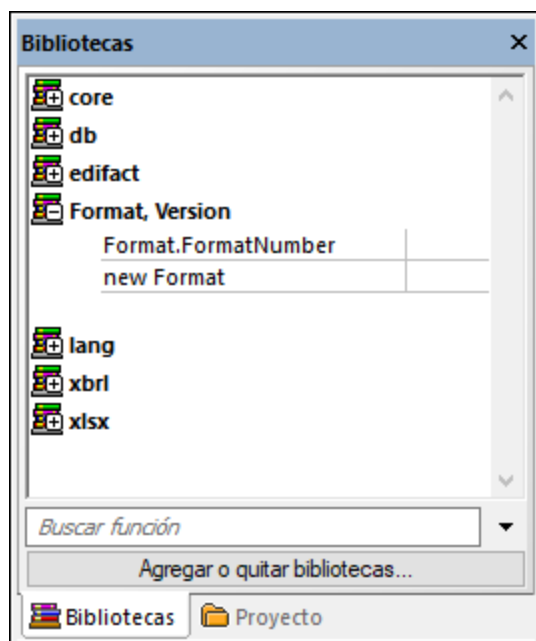 Bibliotecas
core
db
edifact
Format, Version
Format.FormatNumber
new Format
lang
xbrl
xlsx
Buscar función
Agregar o quitar bibliotecas...
Bibliotecas Proyecto